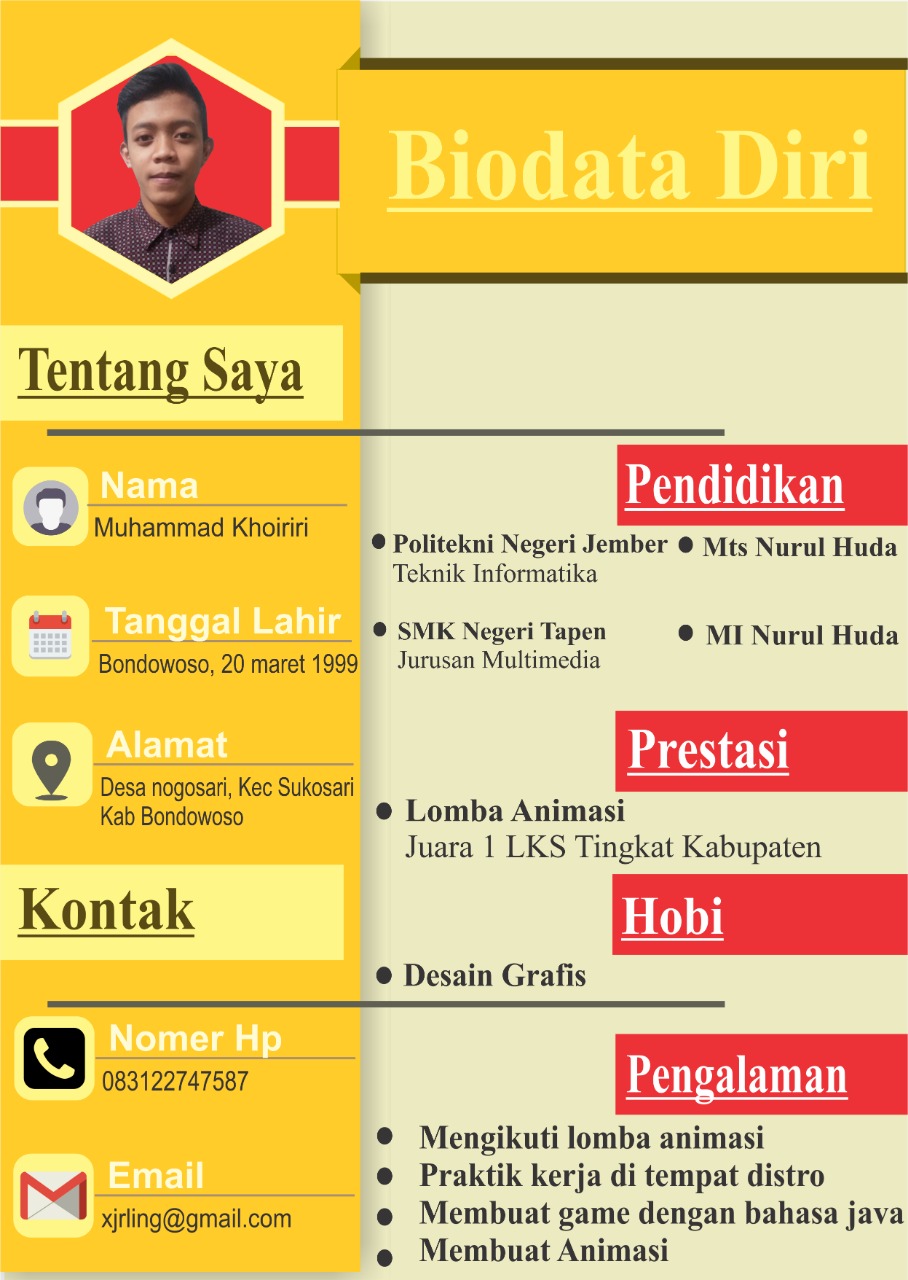 Biodata Diri
Tentang Saya
Nama
Muhammad Khoiriri
Tanggal Lahir
Bondowoso, 20 maret 1999
Alamat
Desa nogosari, Kec Sukosari
Kab Bondowoso
Kontak
Nomer Hp
083122747587
Email
xjrling@gmail.com
Pendidikan
Politekni Negeri Jember
Teknik Informatika
SMK Negeri Tapen
Jurusan Multimedia
Mts Nurul Huda
MI Nurul Huda
Prestasi
Lomba Animasi
Juara 1 LKS Tingkat Kabupaten
Hobi
Desain Grafis
Pengalaman
Mengikuti lomba animasi
Praktik kerja di tempat distro
Membuat game dengan bahasa java
Membuat Animasi